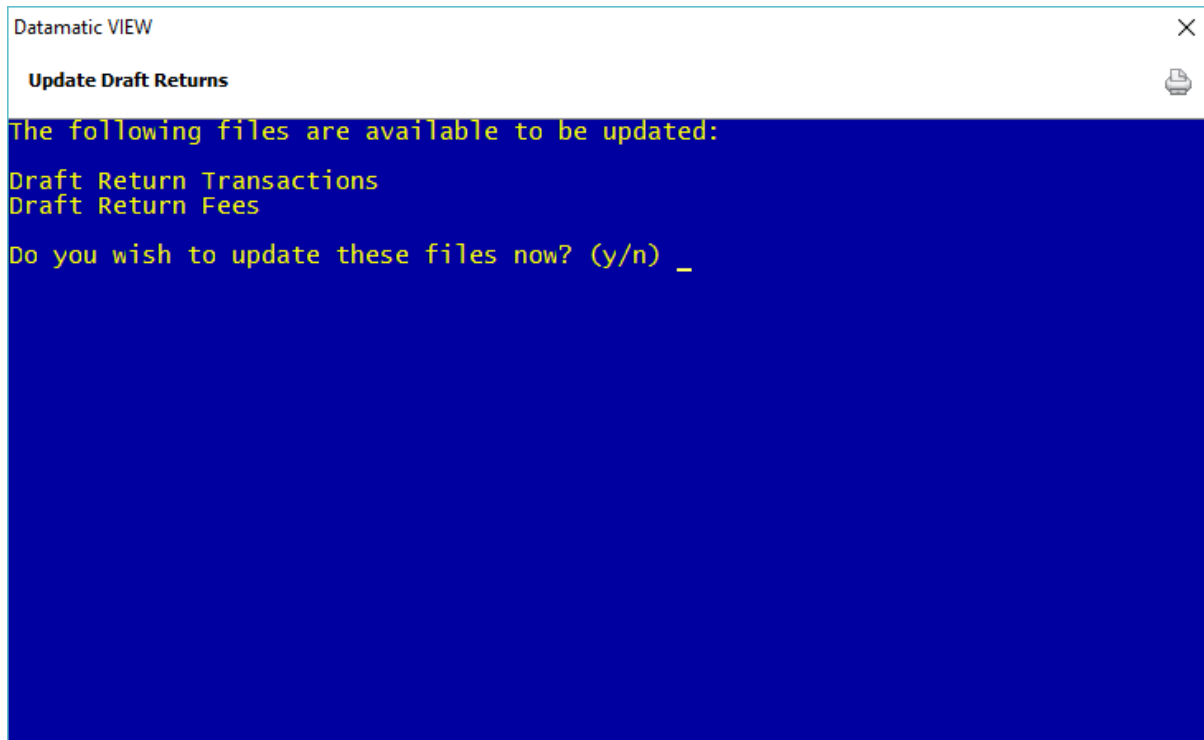 Datamatic VIEW
Update Draft Returns
The following files are available to be updated:
Draft Return Transactions
Draft Return Fees
Do you wish to update these files now? (y/n) _